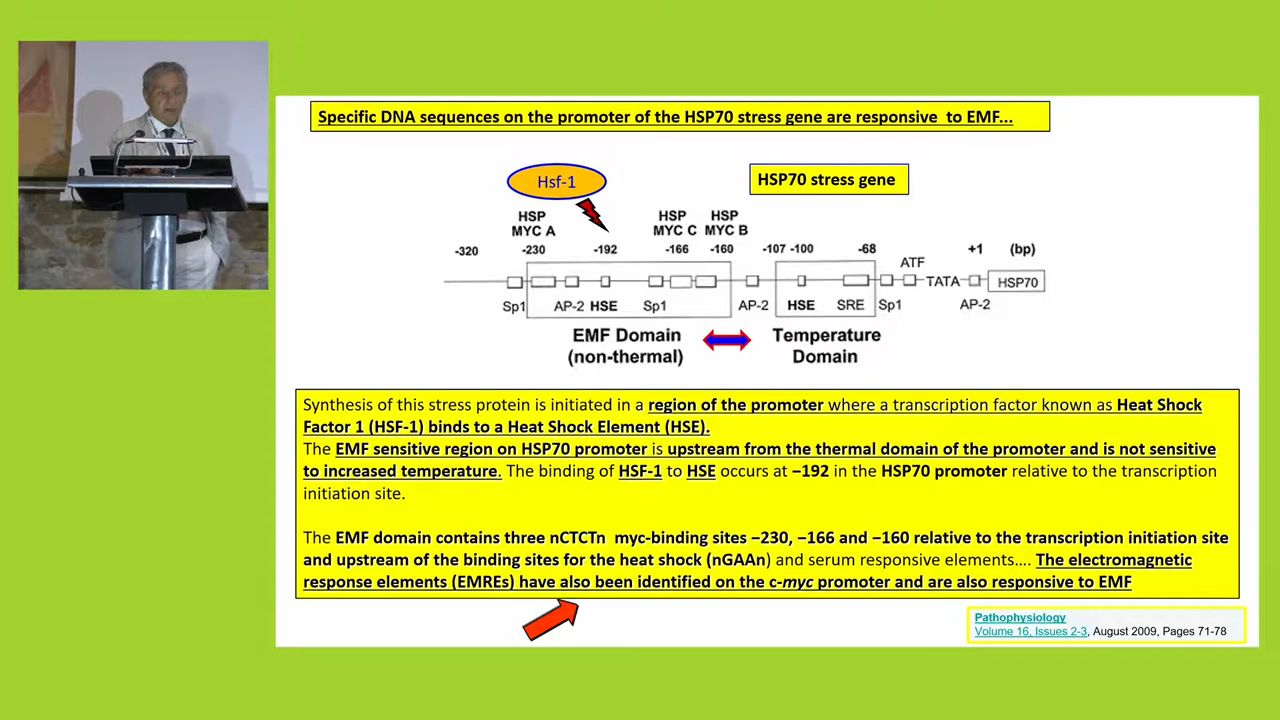 Specific DNA sequences on the promoter of the HSP70 stress gene are responsive to EMF...
Hsf-1
HSP70 stress gene
HSP
MYC A
HSP
MYC C
HSP
MYC B
-320 -230 -192 -166 -160 -107 -100 -68 +1 (bp)
ATF
TATA
HSP70
Sp1 AP-2 HSE Sp1 AP-2 HSE SRE Sp1 AP-2
EMF Domain
(non-thermal)
Temperature
Domain
Synthesis of this stress protein is initiated in a region of the promoter where a transcription factor known as Heat Shock
Factor 1 (HSF-1) binds to a Heat Shock Element (HSE).
The EMF sensitive region on HSP70 promoter is upstream from the thermal domain of the promoter and is not sensitive
to increased temperature. The binding of HSF-1 to HSE occurs at −192 in the HSP70 promoter relative to the transcription
initiation site.
The EMF domain contains three nCTCTn myc-binding sites −230, −166 and −160 relative to the transcription initiation site
and upstream of the binding sites for the heat shock (nGAAn) and serum responsive elements.... The electromagnetic
response elements (EMREs) have also been identified on the c-myc promoter and are also responsive to EMF
Pathophysiology
Volume 16, Issues 2-3, August 2009, Pages 71-78